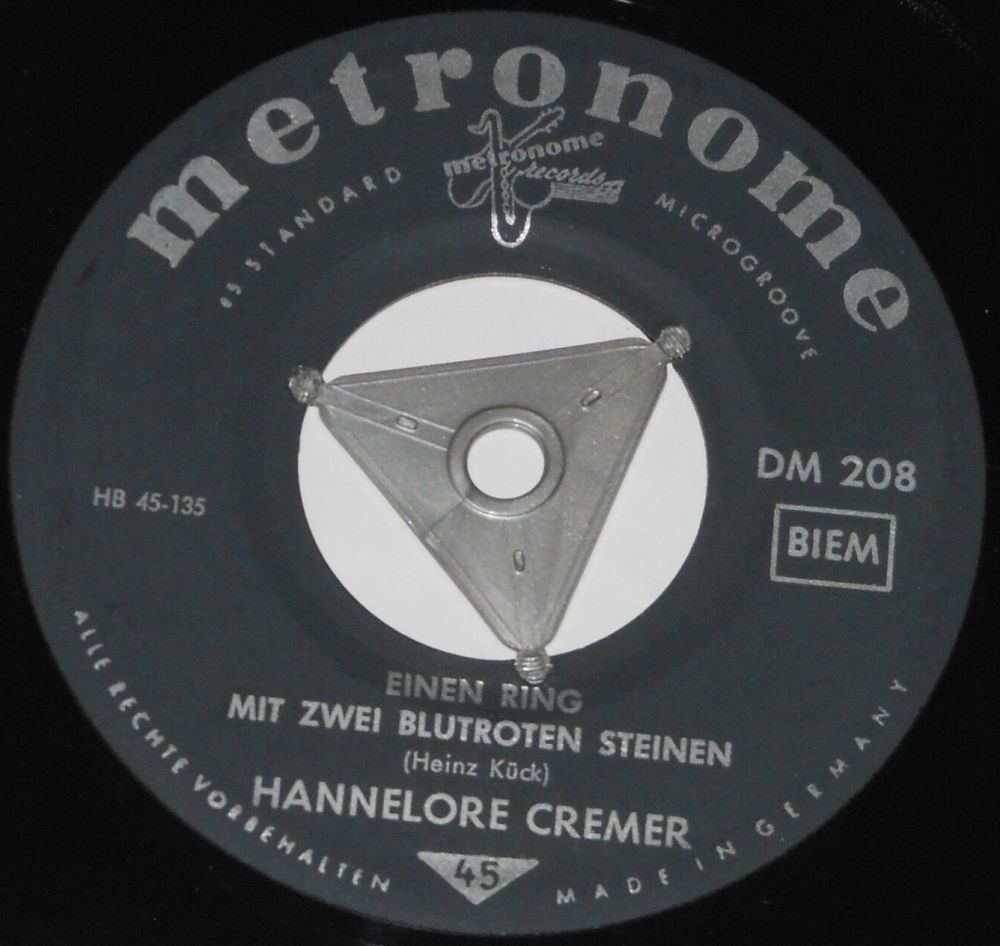 metronome
metronome
records
45 STANDARD
MICROGROOVE
DM 208
HB 45-135
BIEM
EINEN RING
MIT ZWEI BLUTROTEN STEINEN
(Heinz Kück)
HANNELORE CREMER
45
ALLE RECHTE VORBEHALTEN
MADE IN GERMANY